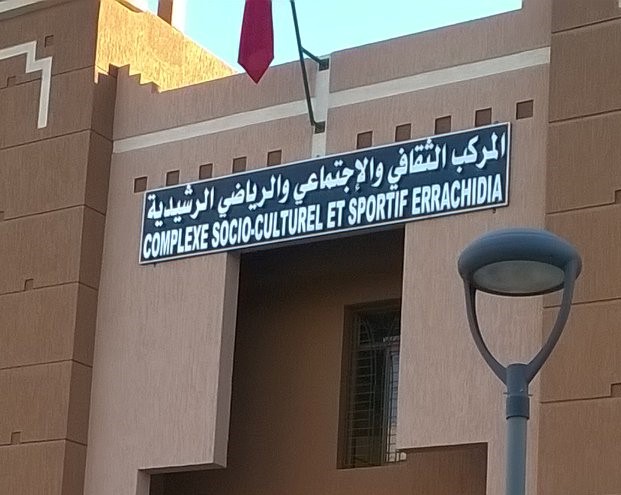 المركب الثقافي والإجتماعي والرياضي الرشيدية
COMPLEXE SOCIO-CULTUREL ET SPORTIF ERRACHIDIA